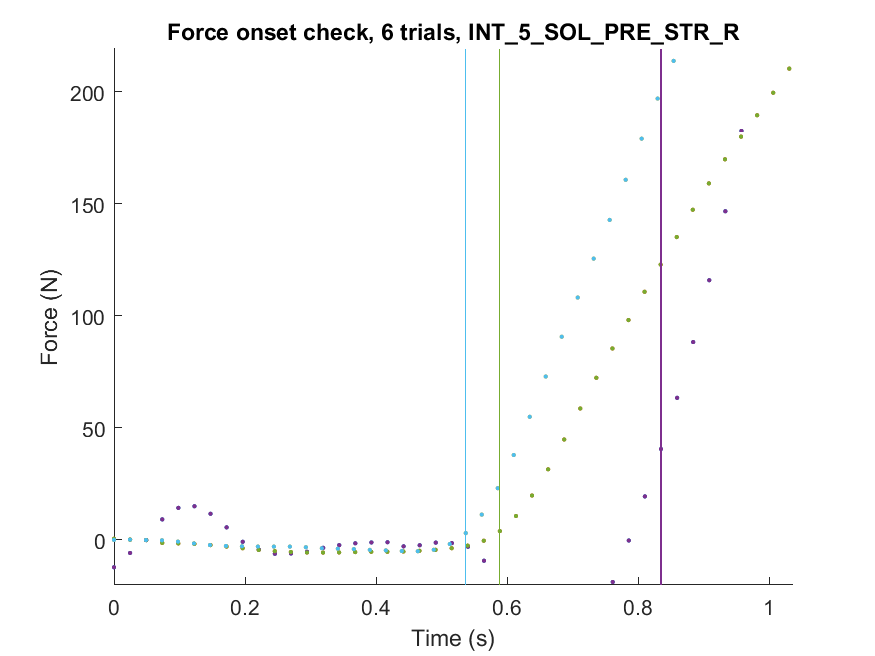 Force onset check, 6 trials, INT_5_SOL_PRE_STR_R
200
150
100
50
0
Force (N)
0 0.2 0.4 0.6 0.8 1
Time (s)